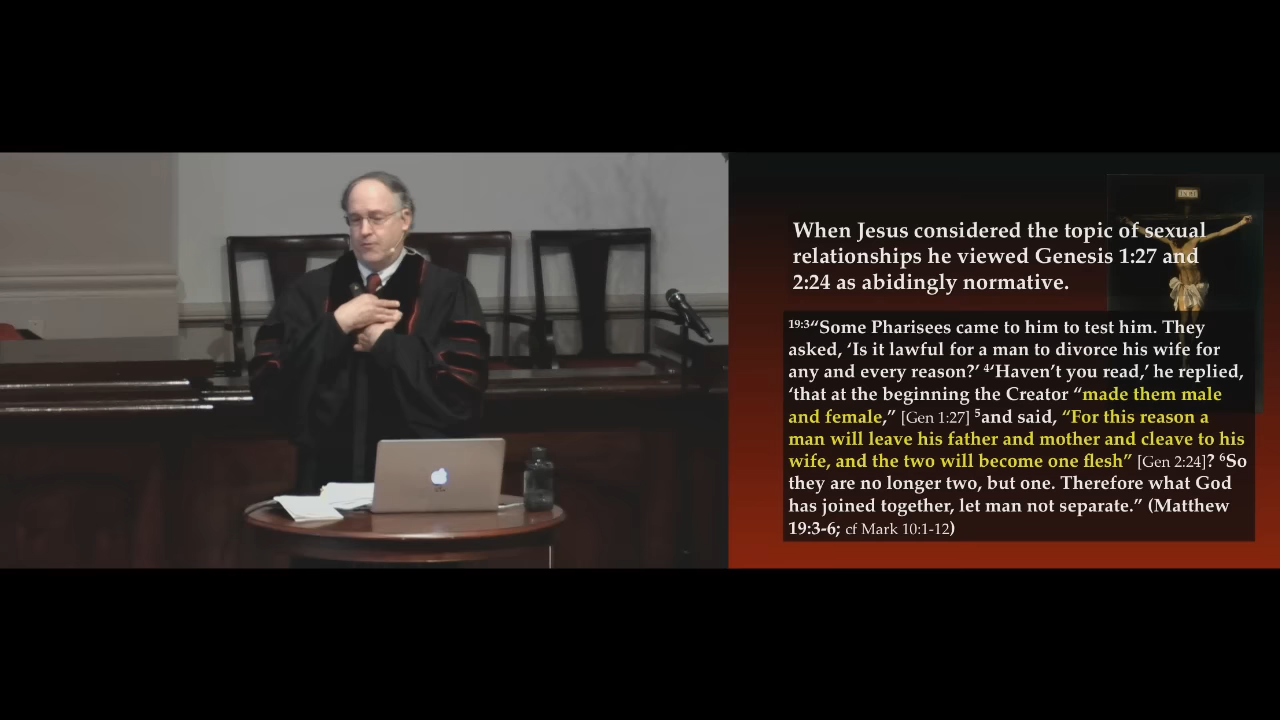 When Jesus considered the topic of sexual
relationships he viewed Genesis 1:27 and
2:24 as abidingly normative.
19:3“Some Pharisees came to him to test him. They
asked, ‘Is it lawful for a man to divorce his wife for
any and every reason?’ 4‘Haven’t you read,’ he replied,
‘that at the beginning the Creator “made them male
and female,” [Gen 1:27] 5and said, “For this reason a
man will leave his father and mother and cleave to his
wife, and the two will become one flesh” [Gen 2:24]? 6So
they are no longer two, but one. Therefore what God
has joined together, let man not separate.” (Matthew
19:3-6; cf Mark 10:1-12)